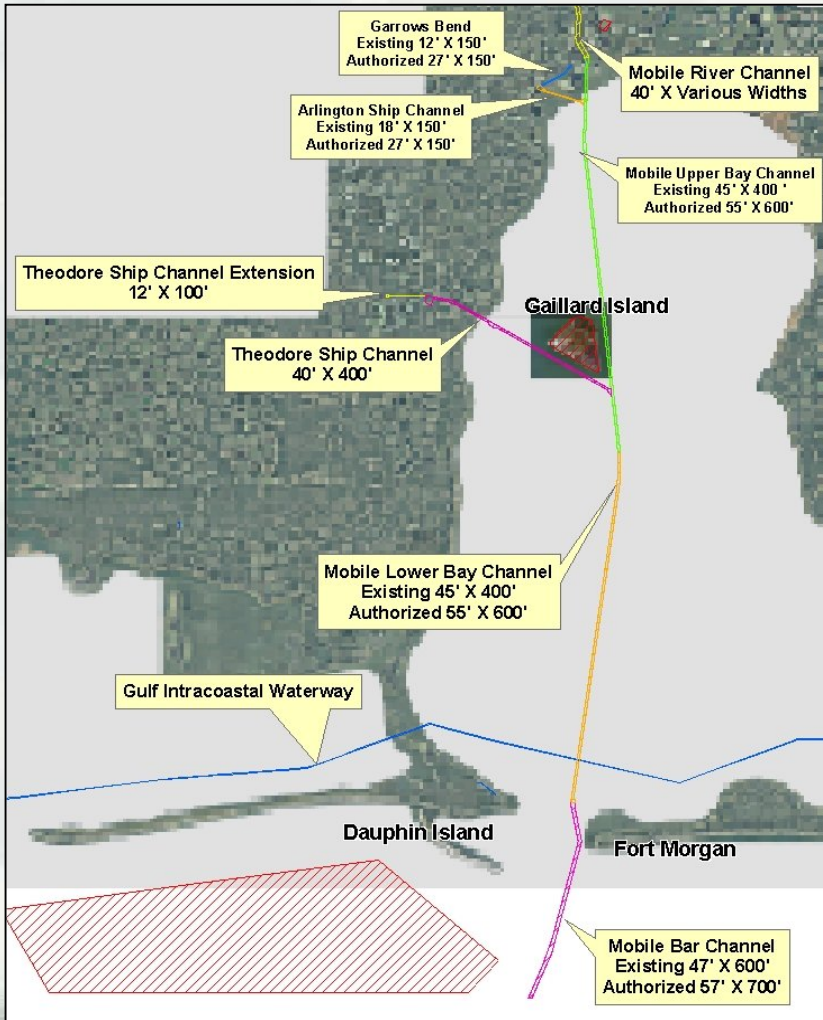 Garrows Bend
Existing 12' X 150'
Authorized 27' X 150'
Mobile River Channel
40' X Various Widths
Arlington Ship Channel
Existing 18' X 150'
Authorized 27' X 150'
Mobile Upper Bay Channel
Existing 45' X 400 '
Authorized 55' X 600'
Theodore Ship Channel Extension
12' X 100'
Gaillard Island
Theodore Ship Channel
40' X 400'
Mobile Lower Bay Channel
Existing 45' X 400'
Authorized 55' X 600'
Gulf Intracoastal Waterway
Dauphin Island
Fort Morgan
Mobile Bar Channel
Existing 47' X 600'
Authorized 57' X 700'